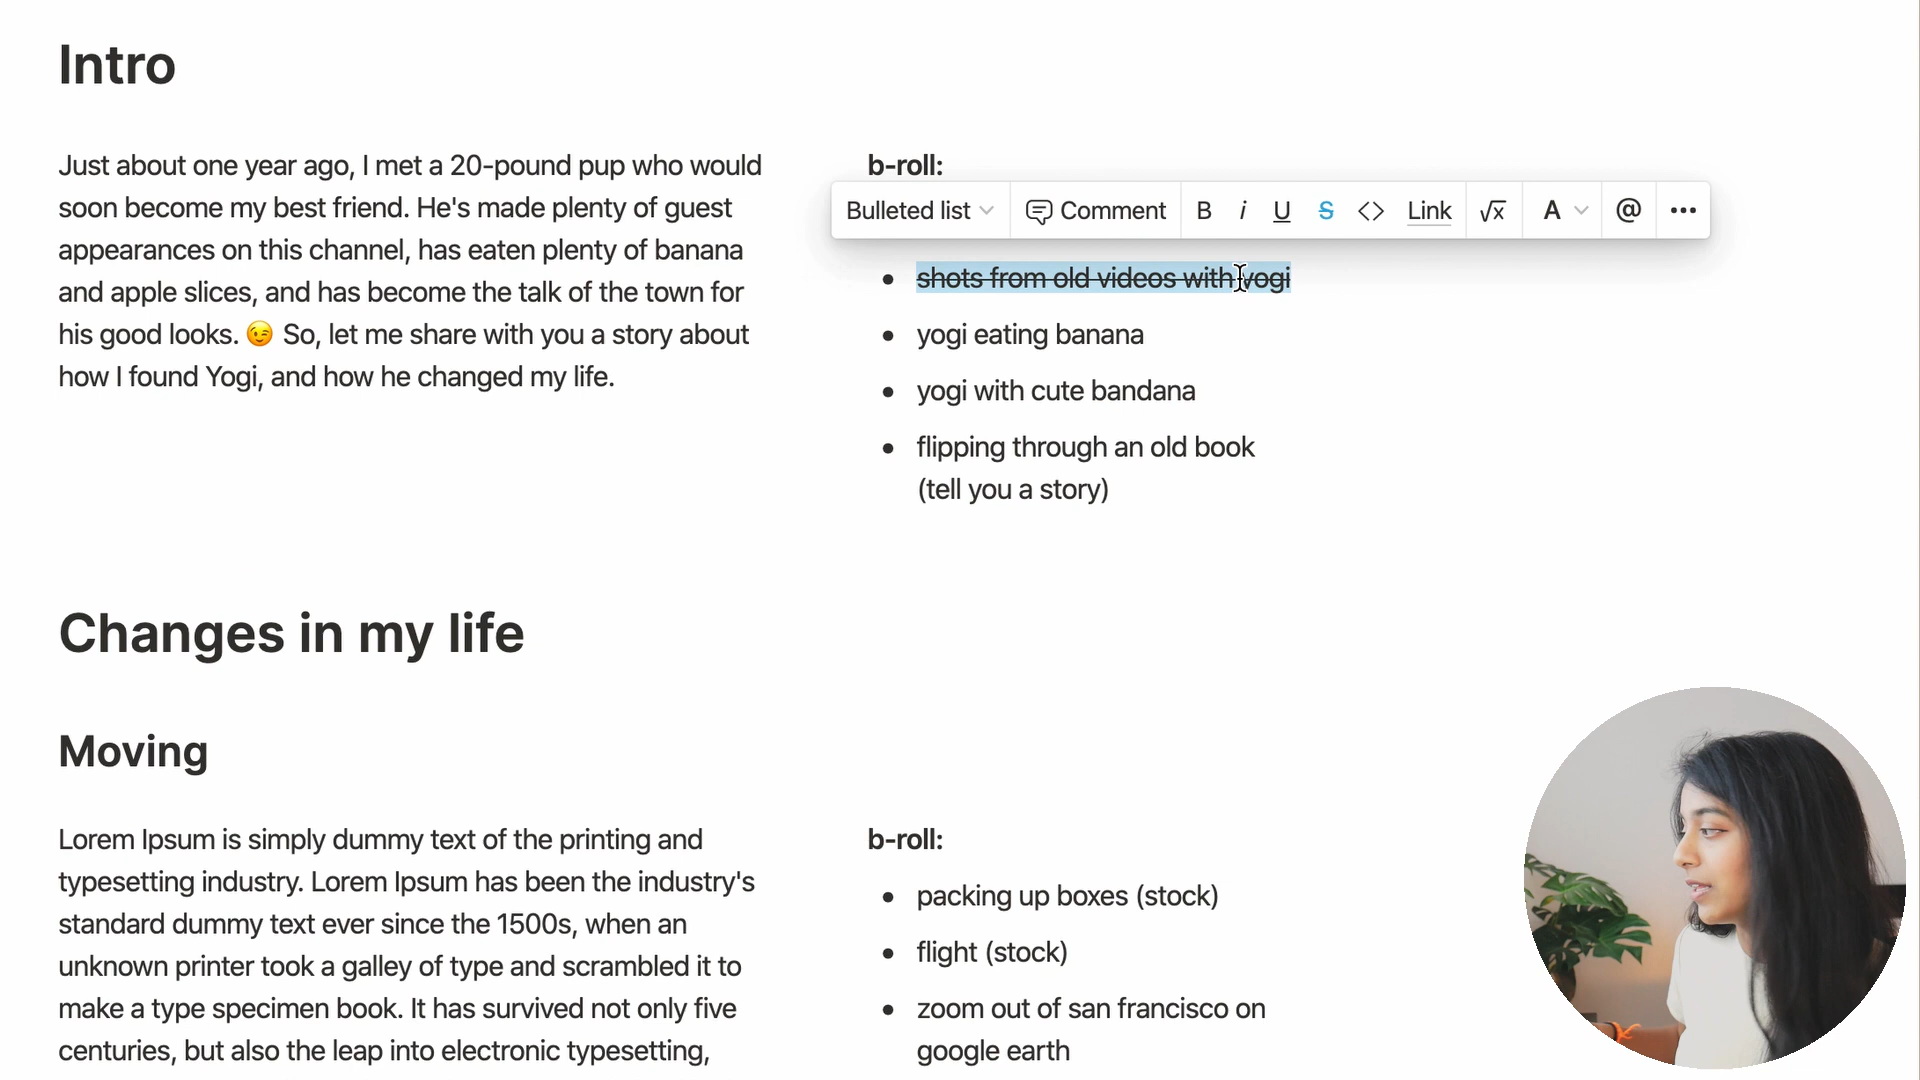 Intro
Just about one year ago, I met a 20-pound pup who would
soon become my best friend. He's made plenty of guest
appearances on this channel, has eaten plenty of banana
and apple slices, and has become the talk of the town for
his good looks. 😉 So, let me share with you a story about
how I found Yogi, and how he changed my life.
b-roll:
Bulleted list Comment B i U S <> Link √x A @ •••
• shots from old videos with yogi
• yogi eating banana
• yogi with cute bandana
• flipping through an old book
(tell you a story)
Changes in my life
Moving
Lorem Ipsum is simply dummy text of the printing and
typesetting industry. Lorem Ipsum has been the industry's
standard dummy text ever since the 1500s, when an
unknown printer took a galley of type and scrambled it to
make a type specimen book. It has survived not only five
centuries, but also the leap into electronic typesetting,
b-roll:
• packing up boxes (stock)
• flight (stock)
• zoom out of san francisco on
google earth